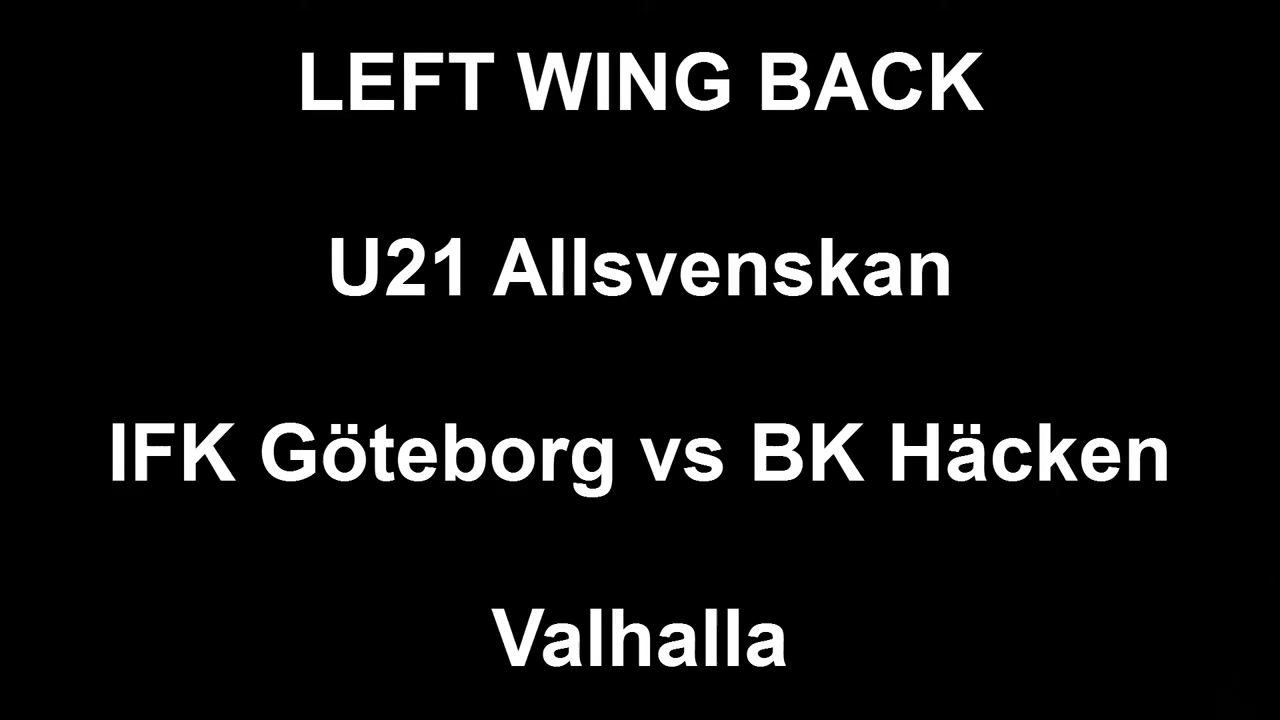 LEFT WING BACK
U21 Allsvenskan
IFK Göteborg vs BK Häcken
Valhalla